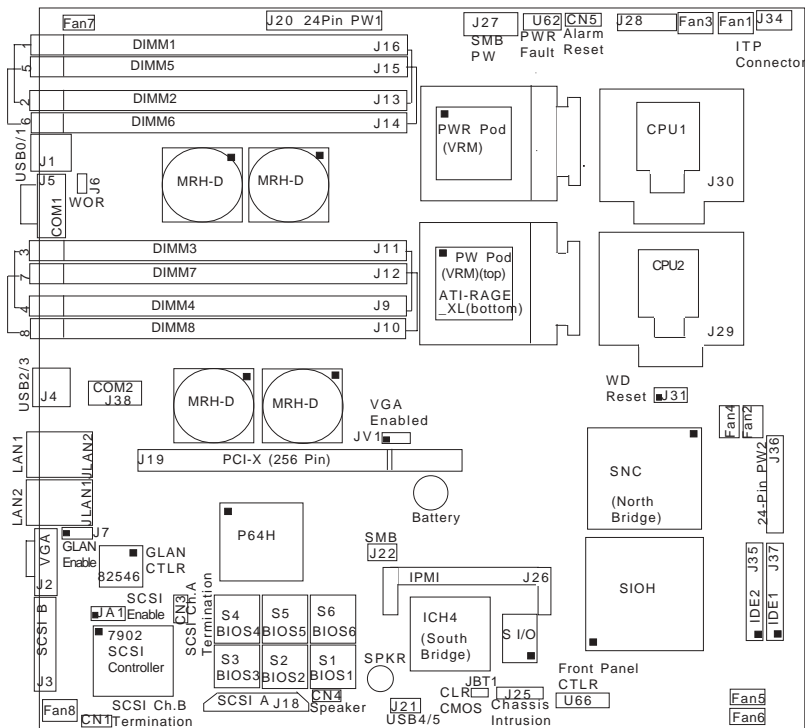 Fan7
J20 24Pin PW1
J27
SMB
PW
U62
PWR
Fault
CN5
Alarm
Reset
J28
Fan3
Fan1
J34
ITP
Connector
1
DIMM1
J16
5
DIMM5
J15
2
DIMM2
J13
6
DIMM6
J14
USB0/1
J1
J5
COM1
J6
WOR
MRH-D
MRH-D
PWR Pod
(VRM)
CPU1
J30
3
DIMM3
J11
7
DIMM7
J12
4
DIMM4
J9
8
DIMM8
J10
PW Pod
(VRM)(top)
ATI-RAGE
_XL(bottom)
CPU2
J29
USB2/3
J4
COM2
J38
MRH-D
MRH-D
VGA
Enabled
JV1
WD
Reset
J31
Fan4
Fan2
LAN1
JLAN2
J19
PCI-X (256 Pin)
SNC
(North
Bridge)
24-Pin PW2
J36
LAN2
JLAN1
Battery
J7
GLAN
Enable
VGA
J2
82546
GLAN
CTLR
P64H
SMB
J22
IPMI
J26
SIOH
J35
IDE2
J37
IDE1
SCSI
Enable
JA1
CN3
SCSI Ch.A
Termination
SCSI B
J3
7902
SCSI
Controller
S4
BIOS4
S5
BIOS5
S6
BIOS6
S3
BIOS3
S2
BIOS2
S1
BIOS1
ICH4
(South
Bridge)
S I/O
SPKR
Fan8
CN1
SCSI Ch.B
Termination
SCSI A
J18
CN4
Speaker
J21
USB4/5
JBT1
CLR
CMOS
J25
Chassis
Intrusion
Front Panel
CTLR
U66
Fan5
Fan6